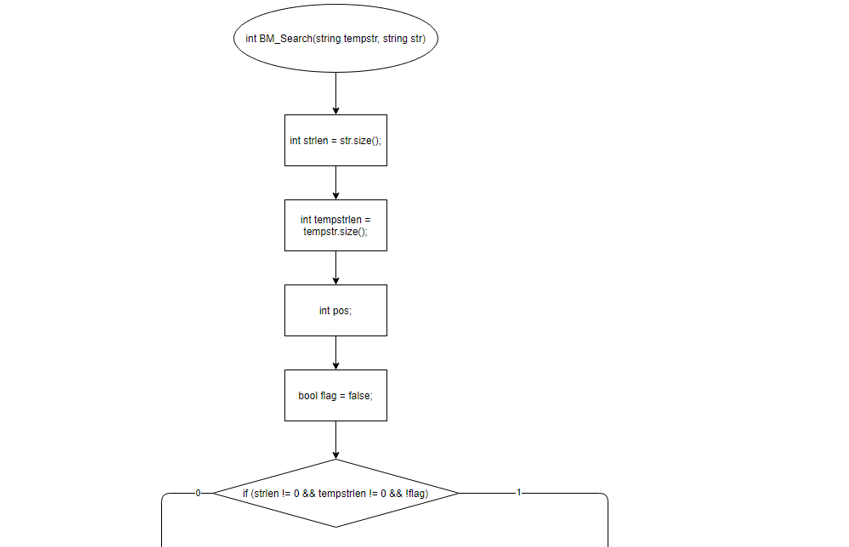 int BM_Search(string tempstr, string str)
int strlen = str.size();
int tempstrlen =
tempstr.size();
int pos;
bool flag = false;
0
if (strlen != 0 && tempstrlen != 0 && !flag)
1